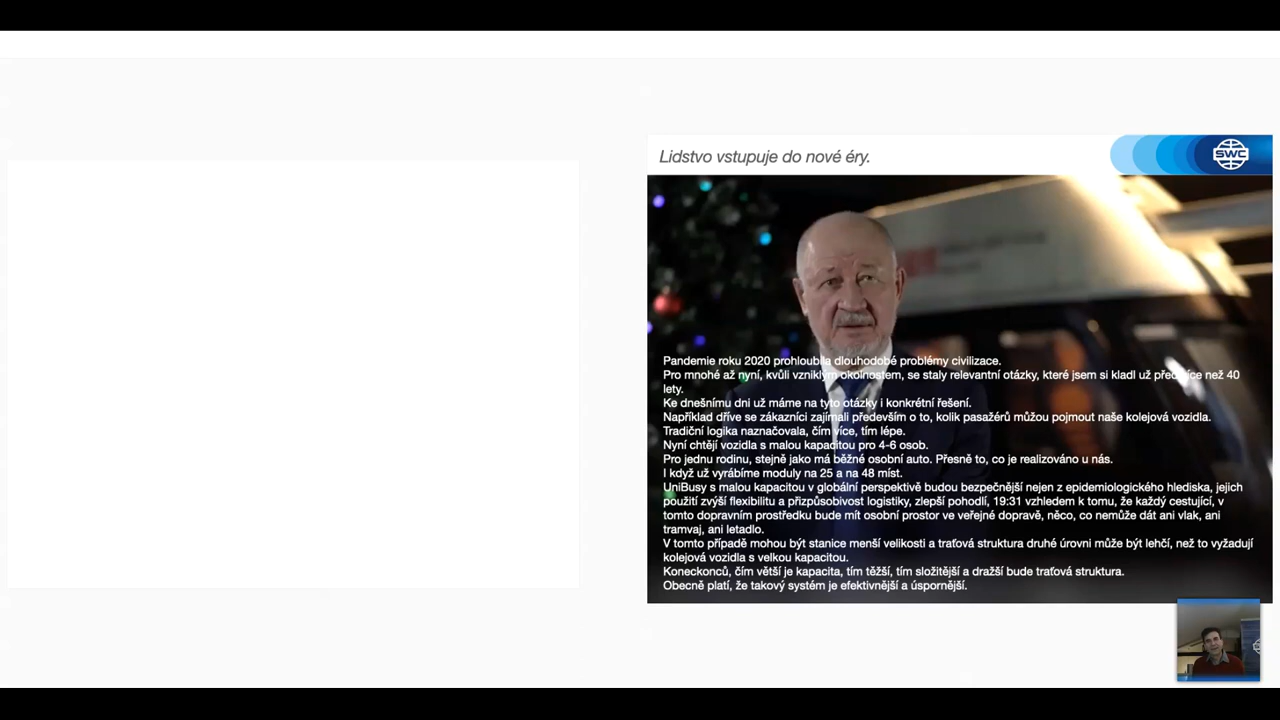 Lidstvo vstupuje do nové éry.
SWC
Pandemie roku 2020 prohloubila dlouhodobé problémy civilizace.
Pro mnohé až nyní, kvůli vzniklým okolnostem, se staly relevantní otázky, které jsem si kladl už před více než 40
lety.
Ke dnešnímu dni už máme na tyto otázky i konkrétní řešení.
Například dříve se zákazníci zajímali především o to, kolik pasažérů můžou pojmout naše kolejová vozidla.
Tradiční logika naznačovala, čím více, tím lépe.
Nyní chtějí vozidla s malou kapacitou pro 4-6 osob.
Pro jednu rodinu, stejně jako má běžné osobní auto. Přesně to, co je realizováno u nás.
I když už vyrábíme moduly na 25 a na 48 míst.
UniBusy s malou kapacitou v globální perspektivě budou bezpečnější nejen z epidemiologického hlediska, jejich
použití zvýší flexibilitu a přizpůsobivost logistiky, zlepší pohodlí, 19:31 vzhledem k tomu, že každý cestující, v
tomto dopravním prostředku bude mít osobní prostor ve veřejné dopravě, něco, co nemůže dát ani vlak, ani
tramvaj, ani letadlo.
V tomto případě mohou být stanice menší velikosti a traťová struktura druhé úrovni může být lehčí, než to vyžadují
kolejová vozidla s velkou kapacitou.
Koneckonců, čím větší je kapacita, tím těžší, tím složitější a dražší bude traťová struktura.
Obecně platí, že takový systém je efektivnější a úspornější.